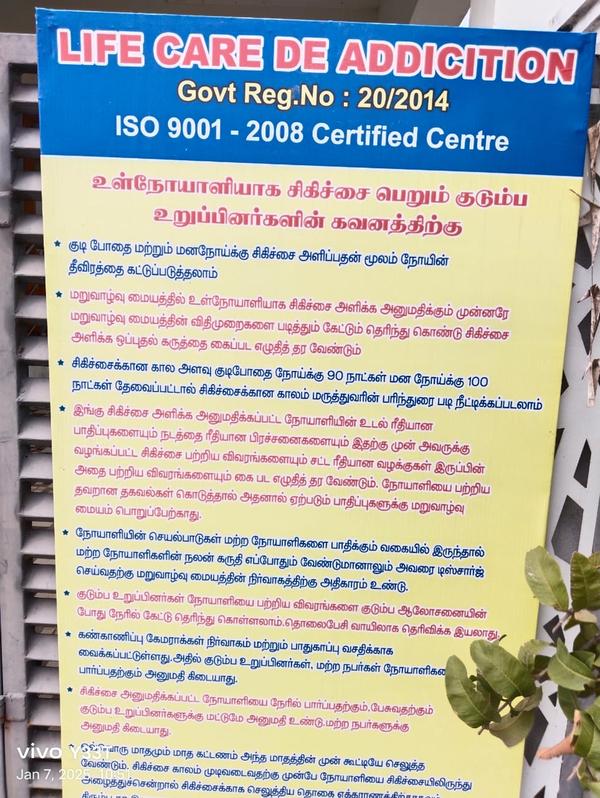 LIFE CARE DE ADDICITION
Govt Reg.No : 20/2014
ISO 9001 - 2008 Certified Centre
உள்நோயாளியாக சிகிச்சை பெறும் குடும்ப
உறுப்பினர்களின் கவனத்திற்கு
★ குடி போதை மற்றும் மனநோய்க்கு சிகிச்சை அளிப்பதன் மூலம் நோயின்
தீவிரத்தை கட்டுப்படுத்தலாம்
★ மறுவாழ்வு மையத்தில் உள்நோயாளியாக சிகிச்சை அளிக்க அனுமதிக்கும் முன்னரே
மறுவாழ்வு மையத்தின் விதிமுறைகளை படித்தும் கேட்டும் தெரிந்து கொண்டு சிகிச்சை
அளிக்க ஒப்புதல் கருத்தை கைப்பட எழுதித் தர வேண்டும்
★ சிகிச்சைக்கான கால அளவு குடிபோதை நோய்க்கு 90 நாட்கள் மன நோய்க்கு 100
நாட்கள் தேவைப்பட்டால் சிகிச்சைக்கான காலம் மருத்துவரின் பரிந்துரை படி நீட்டிக்கப்படலாம்
★ இங்கு சிகிச்சை அளிக்க அனுமதிக்கப்பட்ட நோயாளியின் உடல் ரீதியான
பாதிப்புகளையும் நடத்தை ரீதியான பிரச்சனைகளையும் இதற்கு முன் அவருக்கு
வழங்கப்பட்ட சிகிச்சை பற்றிய விவரங்களையும் சட்ட ரீதியான வழக்குகள் இருப்பின்
அதை பற்றிய விவரங்களையும் கை பட எழுதித் தர வேண்டும். நோயாளியை பற்றிய
தவறான தகவல்கள் கொடுத்தால் அதனால் ஏற்படும் பாதிப்புகளுக்கு மறுவாழ்வு
மையம் பொறுப்பேற்காது.
★ நோயாளியின் செயல்பாடுகள் மற்ற நோயாளிகளை பாதிக்கும் வகையில் இருந்தால்
மற்ற நோயாளிகளின் நலன் கருதி எப்போதும் வேண்டுமானாலும் அவரை டிஸ்சார்ஜ்
செய்வதற்கு மறுவாழ்வு மையத்தின் நிர்வாகத்திற்கு அதிகாரம் உண்டு.
★ குடும்ப உறுப்பினர்கள் நோயாளியை பற்றிய விவரங்களை குடும்ப ஆலோசனையின்
போது நேரில் கேட்டு தெரிந்து கொள்ளலாம்.தொலைபேசி வாயிலாக தெரிவிக்க இயலாது.
★ கண்காணிப்பு கேமராக்கள் நிர்வாகம் மற்றும் பாதுகாப்பு வசதிக்காக
வைக்கப்பட்டுள்ளது.அதில் குடும்ப உறுப்பினர்கள், மற்ற நபர்கள்
பார்ப்பதற்கும் அனுமதி கிடையாது.
★ சிகிச்சை அனுமதிக்கப்பட்ட நோயாளியை நேரில் பார்ப்பதற்கும்,பேசுவதற்கும்
குடும்ப உறுப்பினர்களுக்கு மட்டுமே அனுமதி உண்டு.மற்ற நபர்களுக்கு
அனுமதி கிடையாது.
மாதமும் மாத கட்டணம் அந்த மாதத்தின் முன் கூட்டியே செலுத்த
வேண்டும். சிகிச்சை காலம் முடிவடைவதற்கு முன்பே நோயாளியை சிகிச்சையிலிருந்து
அழைத்துச்சென்றால் சிகிச்சைக்காக செலுத்திய தொகை
vivo Y33T
Jan 7, 2025, 10:51